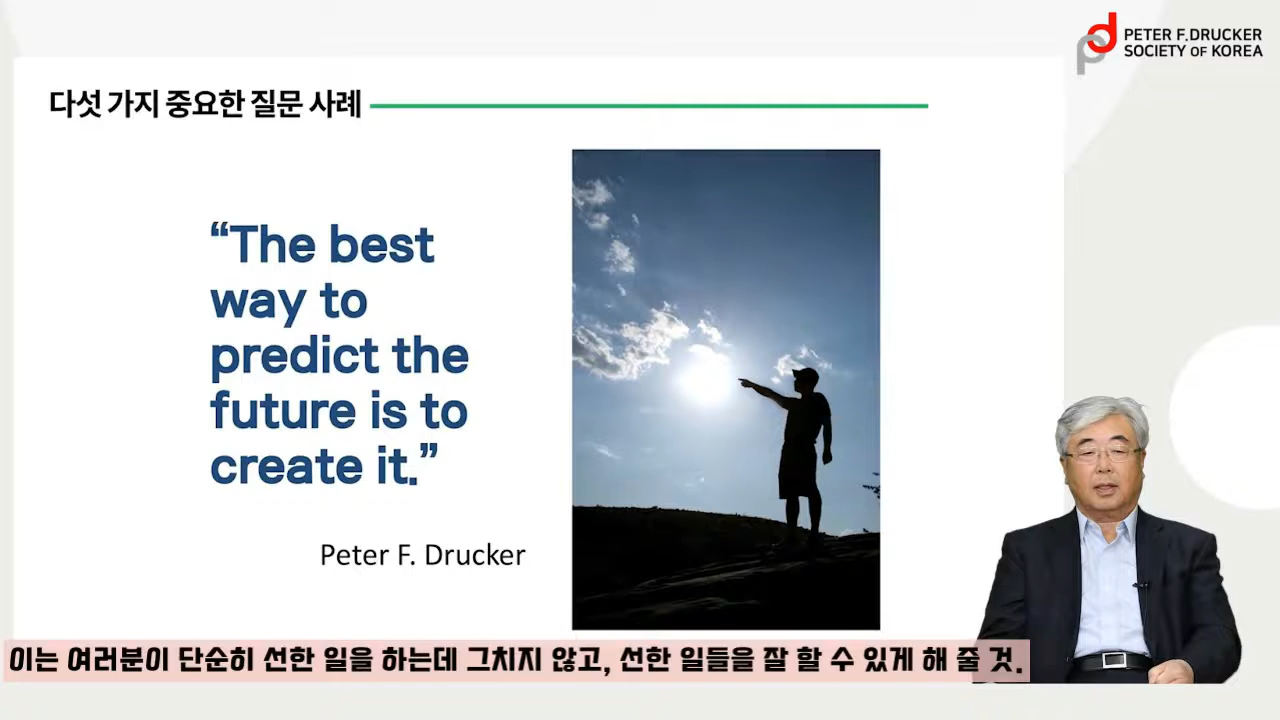 PETER F.DRUCKER
SOCIETY OF KOREA
다섯 가지 중요한 질문 사례
“The best
way to
predict the
future is to
create it.”
Peter F. Drucker
이는 여러분이 단순히 선한 일을 하는데 그치지 않고, 선한 일들을 잘 할 수 있게 해 줄 것.